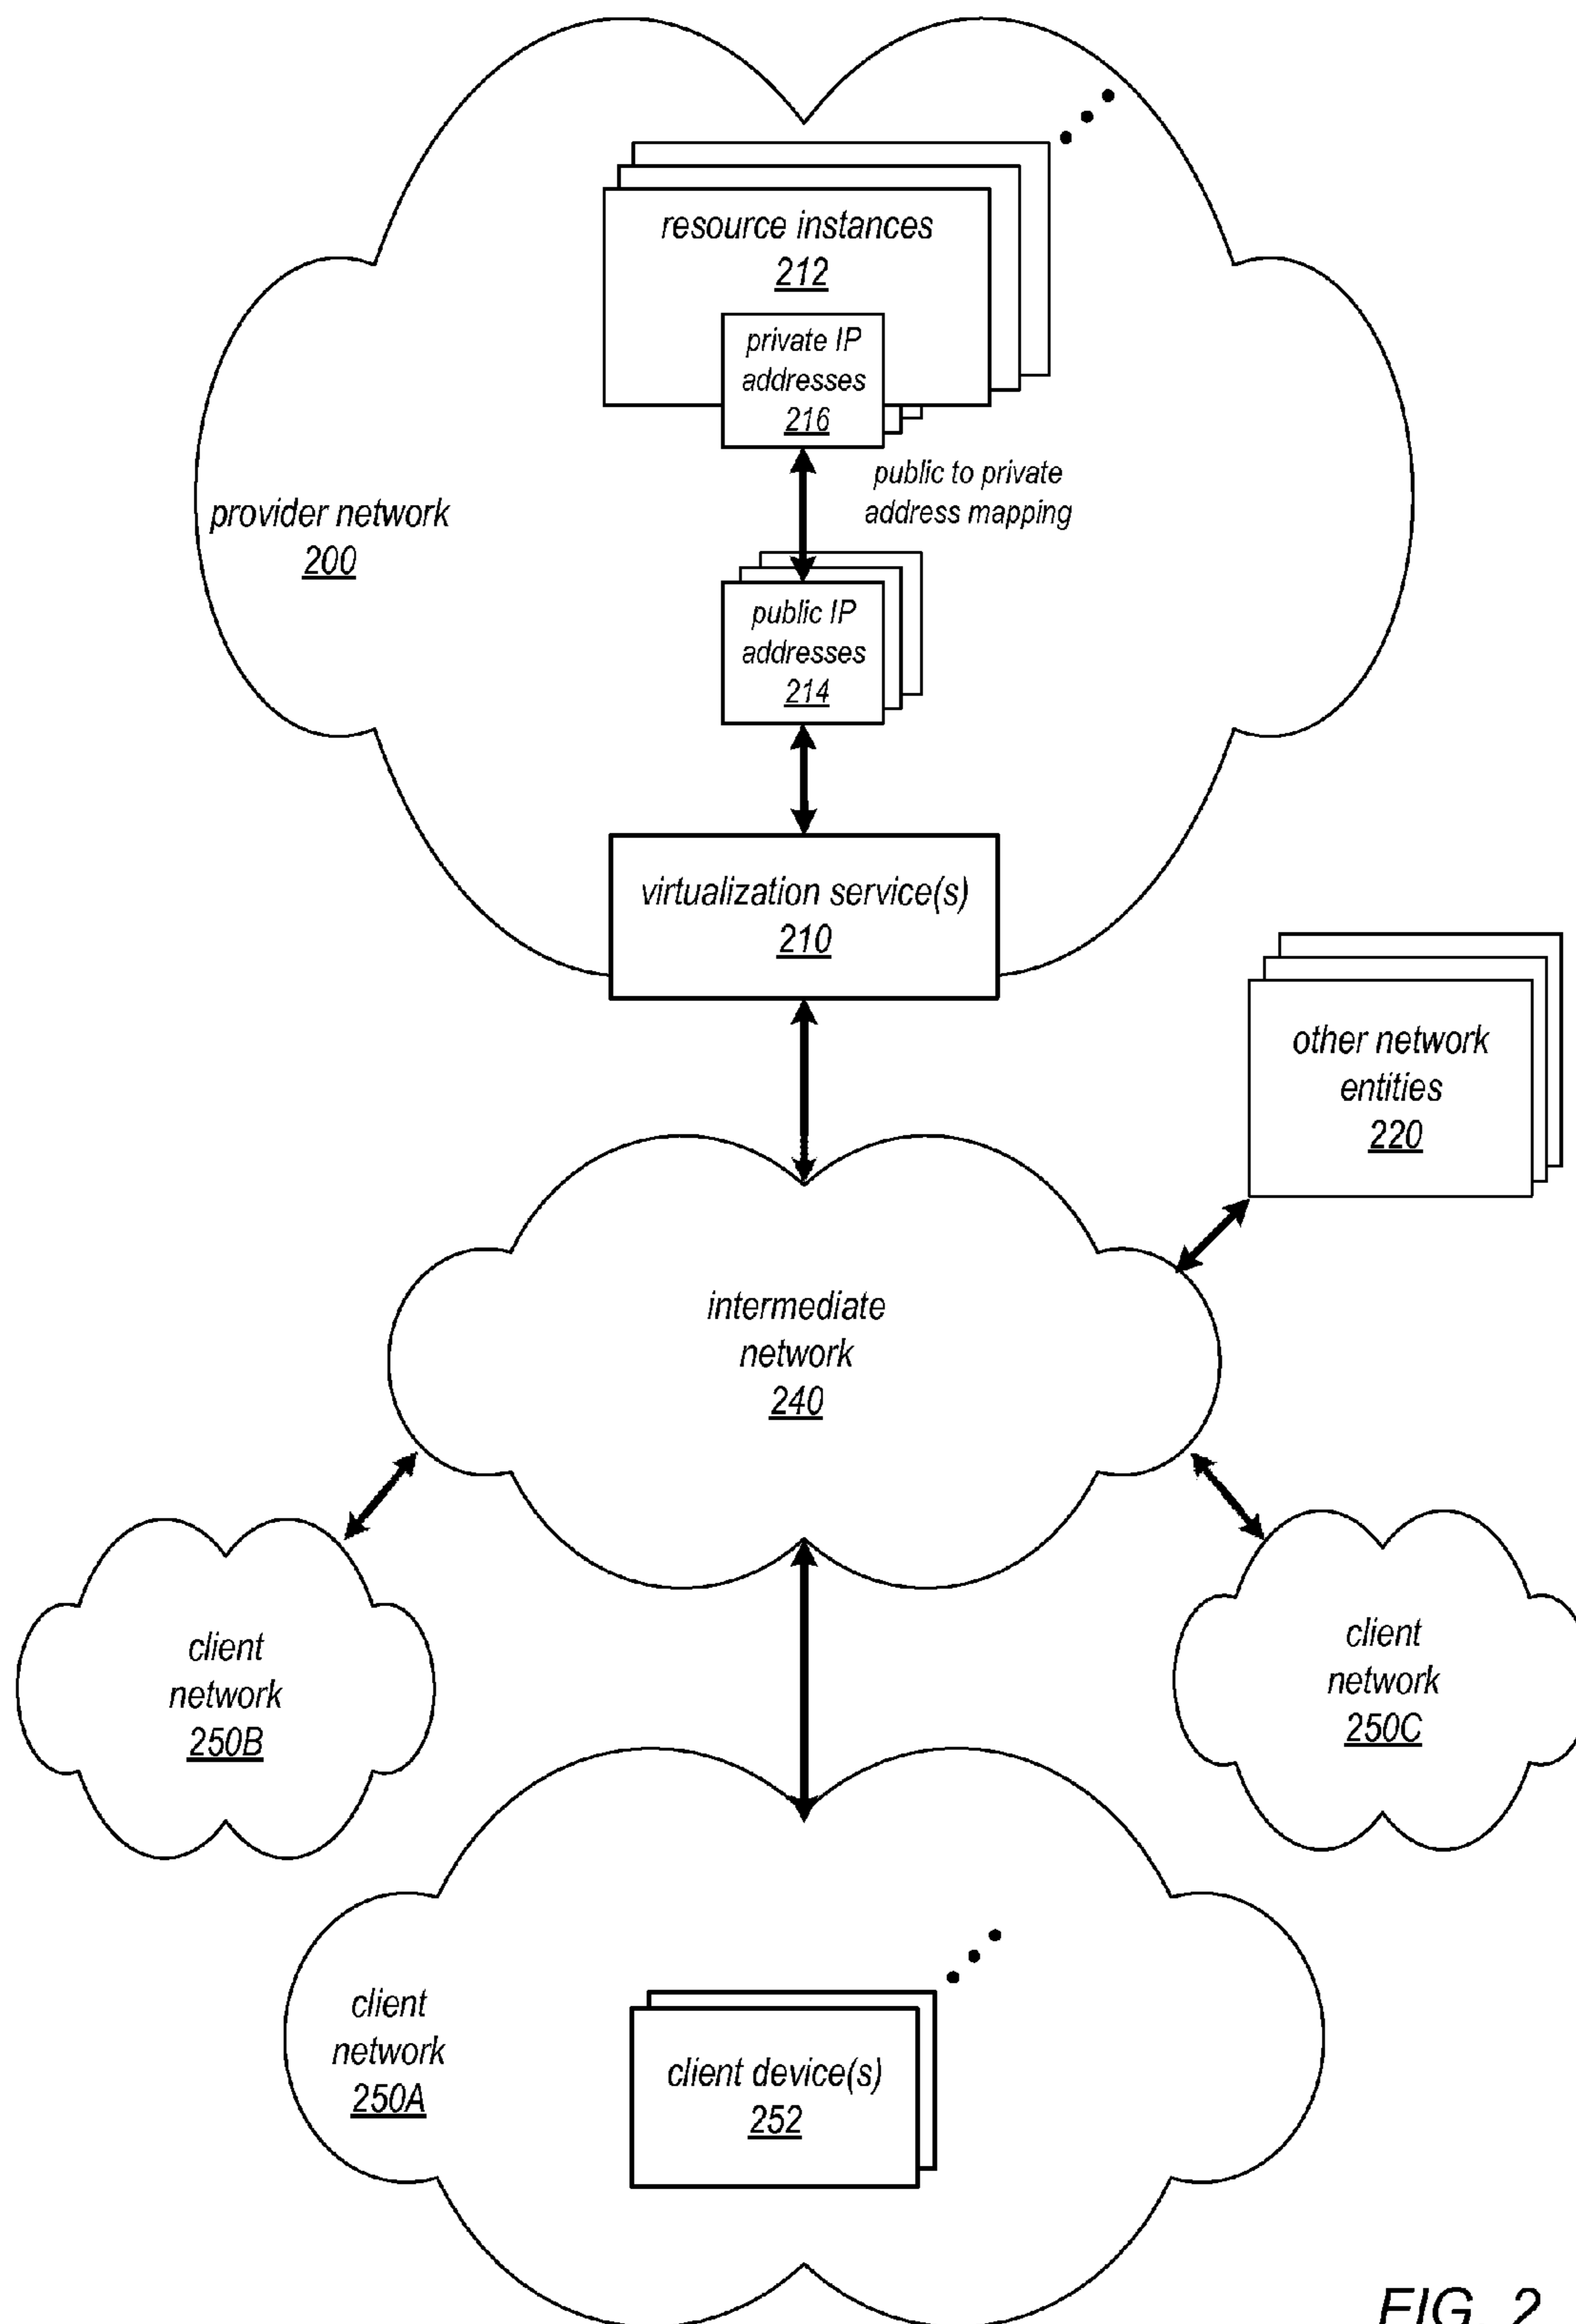 resource instances
212
private IP
addresses
216
public to private
address mapping
provider network
200
public IP
addresses
214
virtualization service(s)
210
other network
entities
220
intermediate
network
240
client
network
250B
client
network
250C
client
network
250A
client device(s)
252
FIG. 2